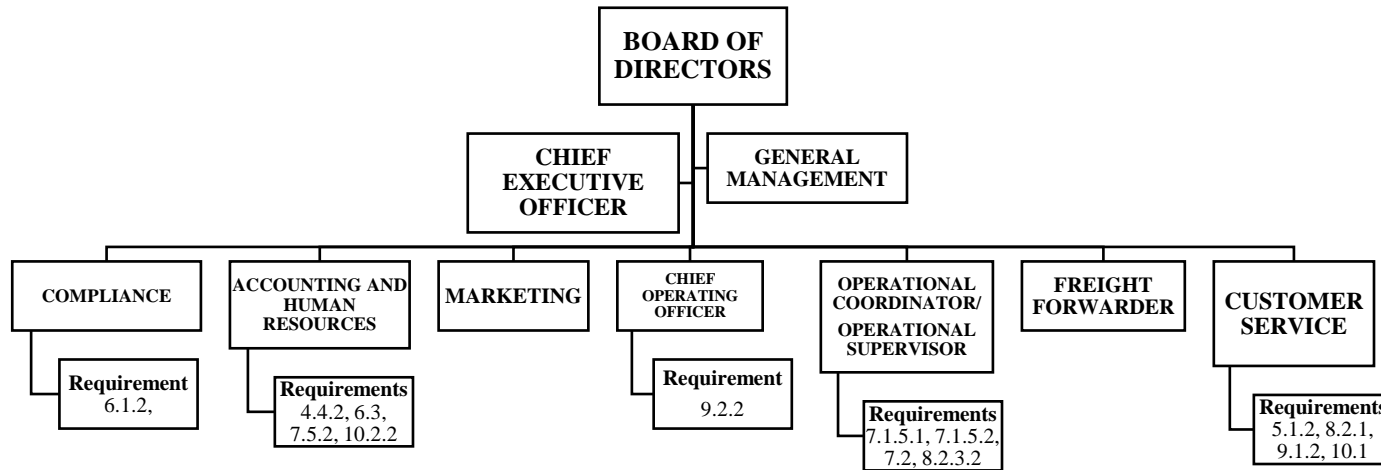 BOARD OF
DIRECTORS
CHIEF
EXECUTIVE
OFFICER
GENERAL
MANAGEMENT
COMPLIANCE
Requirement
6.1.2,
ACCOUNTING AND
HUMAN
RESOURCES
Requirements
4.4.2, 6.3,
7.5.2, 10.2.2
MARKETING
CHIEF
OPERATING
OFFICER
Requirement
9.2.2
OPERATIONAL
COORDINATOR/
OPERATIONAL
SUPERVISOR
Requirements
7.1.5.1, 7.1.5.2,
7.2, 8.2.3.2
FREIGHT
FORWARDER
CUSTOMER
SERVICE
Requirements
5.1.2, 8.2.1,
9.1.2, 10.1